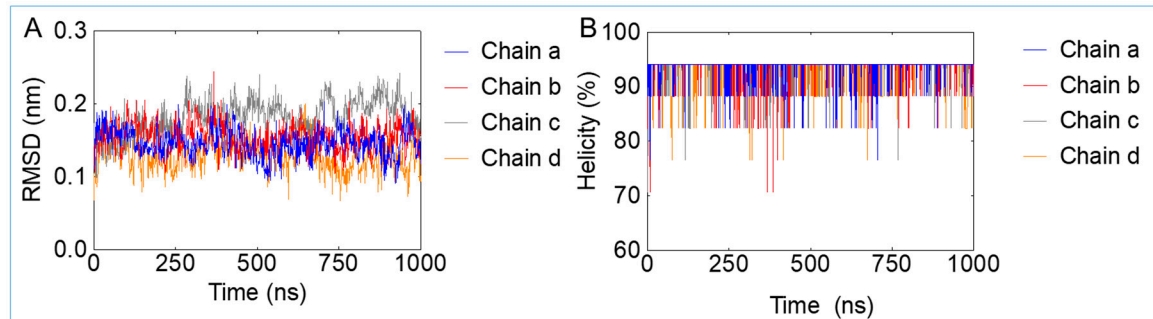 A
0.3
0.2
0.1
0.0
RMSD (nm)
0
250
500
750
1000
Time (ns)
Chain a
Chain b
Chain c
Chain d
B
100
90
80
70
60
Helicity (%)
0
250
500
750
1000
Time (ns)
Chain a
Chain b
Chain c
Chain d